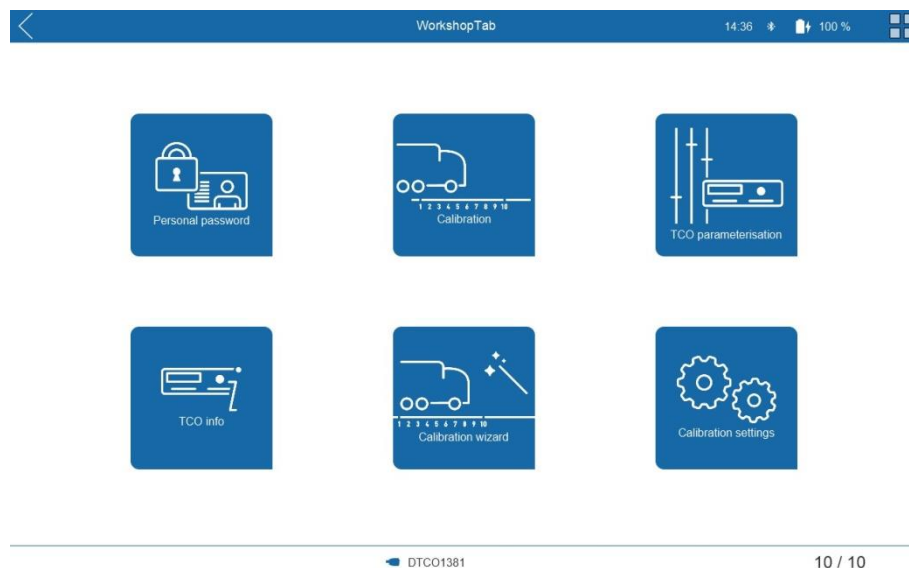 WorkshopTab 14:36 100 %
Personal password
1 2 3 4 5 6 7 8 9 10
Calibration
TCO parameterisation
TCO info
1 2 3 4 5 6 7 8 9 10
Calibration wizard
Calibration settings
DTCO1381 10 / 10